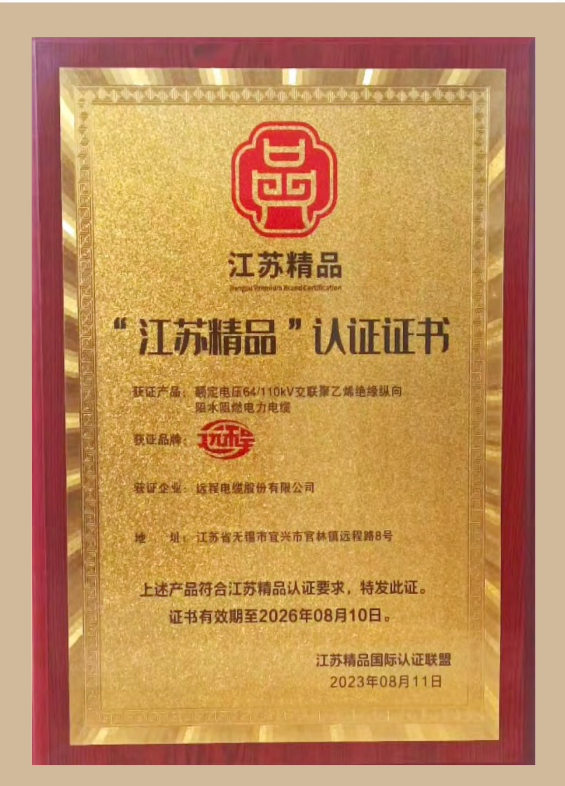 江苏精品
Jiangsu Premium Brand Certification
“江苏精品”认证证书
获证产品：额定电压64/110kV交联聚乙烯绝缘纵向
阻水阻燃电力电缆
获证品牌：远程
获证企业：远程电缆股份有限公司
地 址：江苏省无锡市宜兴市官林镇远程路8号
上述产品符合江苏精品认证要求，特发此证。
证书有效期至2026年08月10日。
江苏精品国际认证联盟
2023年08月11日